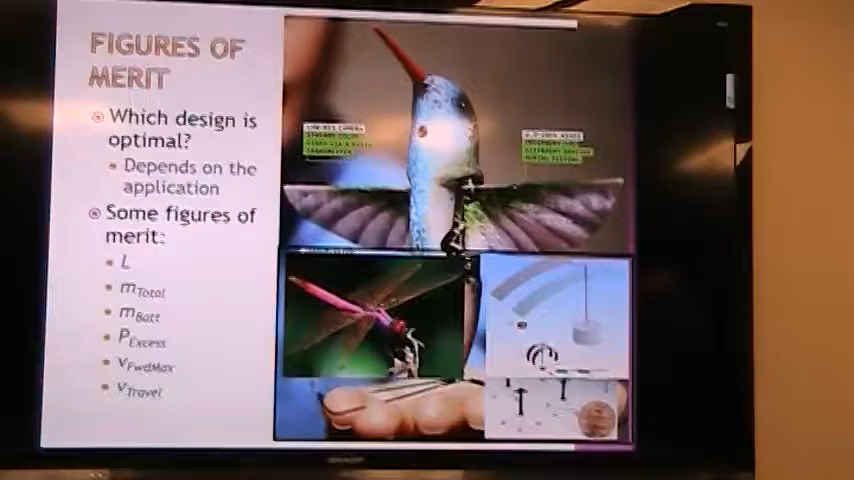 FIGURES OF
MERIT
Which design is
optimal?
Depends on the
application
Some figures of
merit:
L
mTotal
mBatt
PExcess
vFwdMax
vTravel